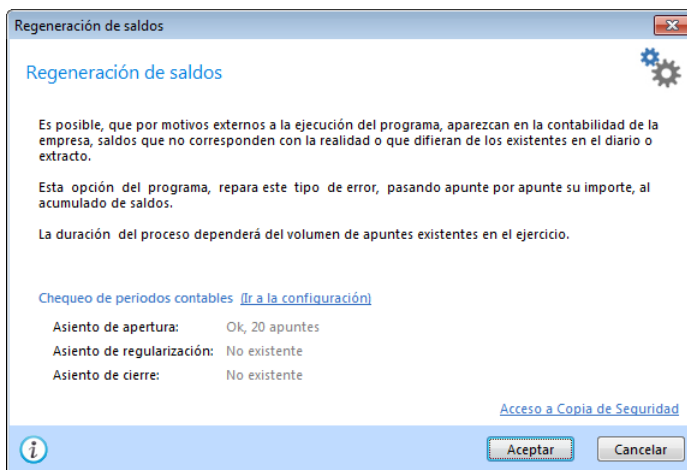 Regeneración de saldos
Regeneración de saldos
Es posible, que por motivos externos a la ejecución del programa, aparezcan en la contabilidad de la
empresa, saldos que no corresponden con la realidad o que difieran de los existentes en el diario o
extracto.
Esta opción del programa, repara este tipo de error, pasando apunte por apunte su importe, al
acumulado de saldos.
La duración del proceso dependerá del volumen de apuntes existentes en el ejercicio.
Chequeo de periodos contables (Ir a la configuración)
Asiento de apertura: Ok, 20 apuntes
Asiento de regularización: No existente
Asiento de cierre: No existente
Acceso a Copia de Seguridad
Aceptar Cancelar